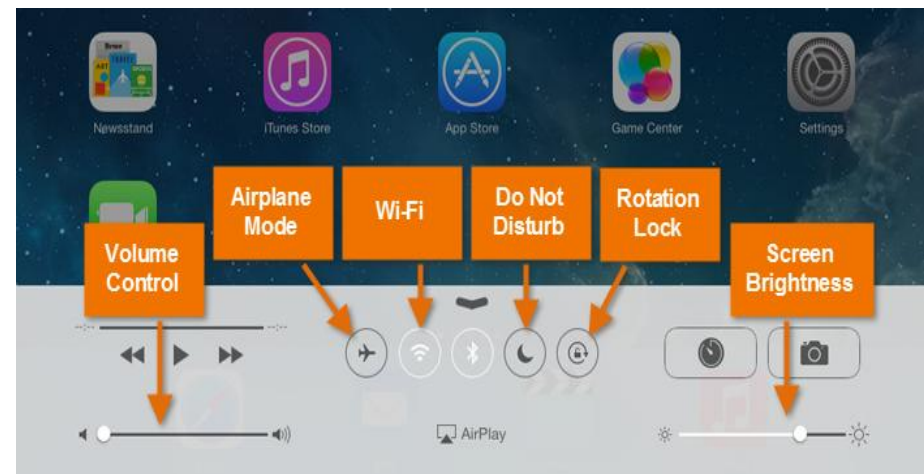 Newsstand
iTunes Store
App Store
Game Center
Settings
Airplane
Mode
Wi-Fi
Do Not
Disturb
Rotation
Lock
Volume
Control
Screen
Brightness
--:--
--:--
AirPlay